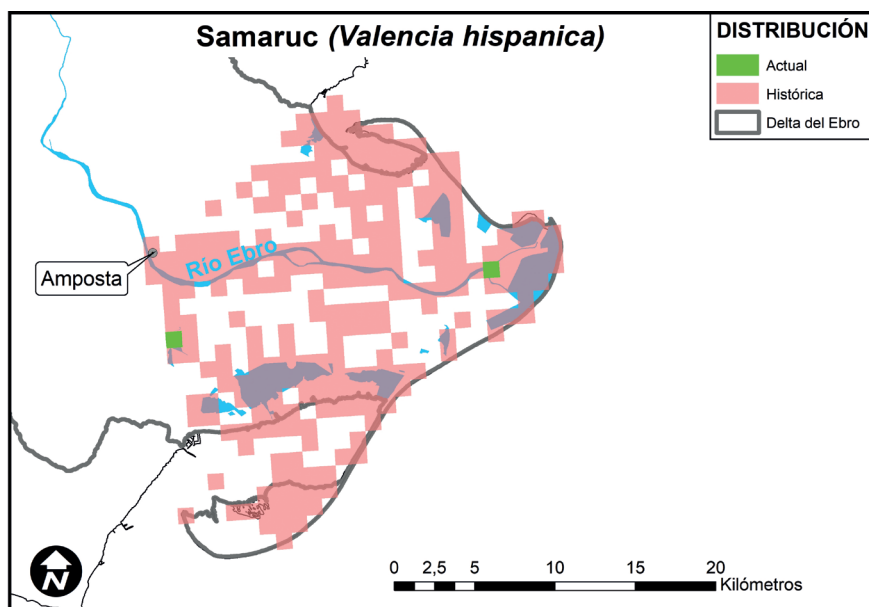 Samaruc (Valencia hispanica)
DISTRIBUCIÓN
Actual
Histórica
Delta del Ebro
Río Ebro
Amposta
N
0 2,5 5 10 15 20
Kilómetros